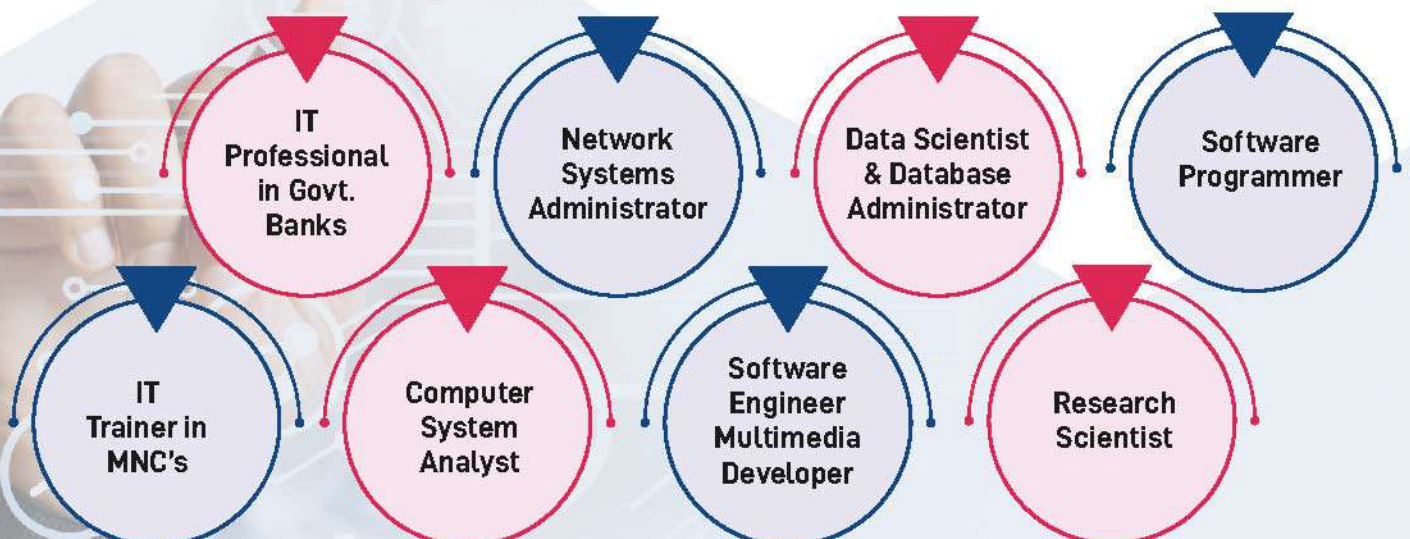 IT
Professional
in Govt.
Banks
Network
Systems
Administrator
Data Scientist
& Database
Administrator
Software
Programmer
IT
Trainer in
MNC's
Computer
System
Analyst
Software
Engineer
Multimedia
Developer
Research
Scientist